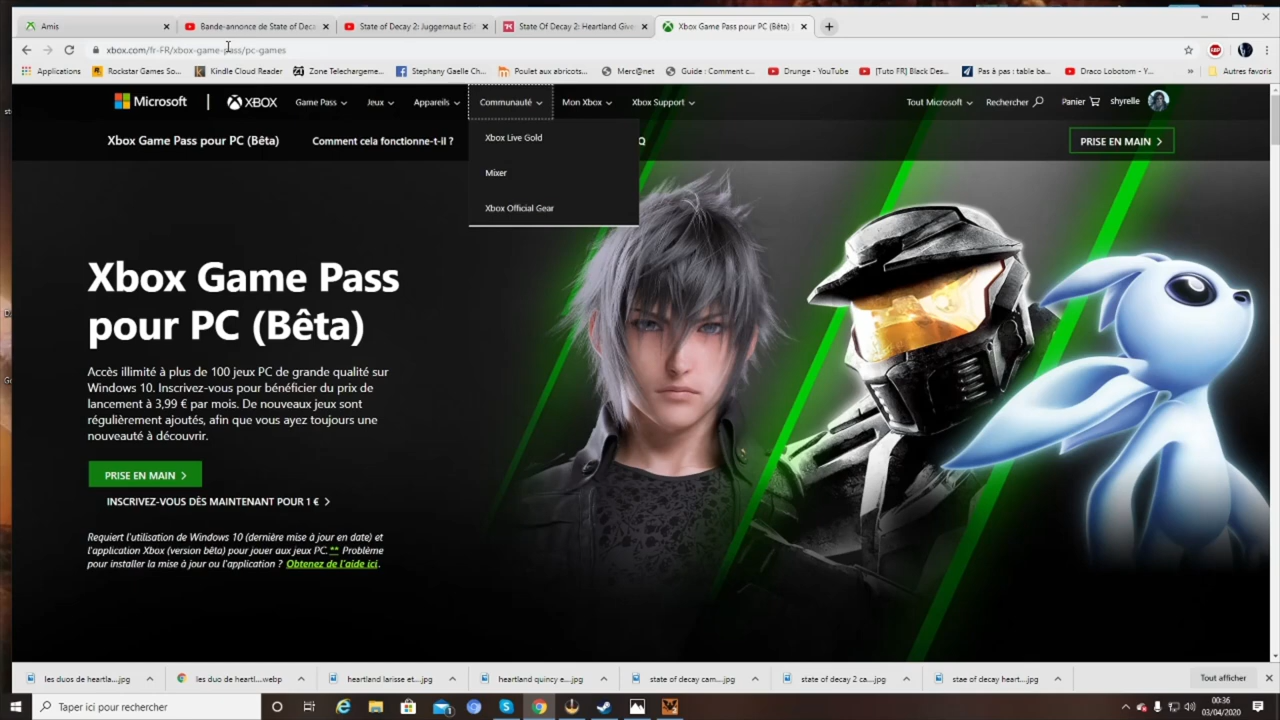 Amis
Bande-annonce de State of Deca
State of Decay 2: Juggernaut Edi
State Of Decay 2: Heartland Give
Xbox Game Pass pour PC (Bêta)
xbox.com/fr-FR/xbox-game-pass/pc-games
Applications
Rockstar Games So...
Kindle Cloud Reader
Zone Telechargeme...
Stephany Gaelle Ch...
Poulet aux abricots...
Merc@net
Guide : Comment c...
Drunge - YouTube
[Tuto FR] Black Des...
Pas à pas : table ba...
Draco Lobotom - Y...
»
Autres favoris
Microsoft
XBOX
Game Pass
Jeux
Appareils
Communauté
Mon Xbox
Xbox Support
Tout Microsoft
Rechercher
Panier
shyrelle
Xbox Game Pass pour PC (Bêta)
Comment cela fonctionne-t-il ?
Q
PRISE EN MAIN
Xbox Live Gold
Mixer
Xbox Official Gear
Xbox Game Pass
pour PC (Bêta)
Accès illimité à plus de 100 jeux PC de grande qualité sur
Windows 10. Inscrivez-vous pour bénéficier du prix de
lancement à 3,99 € par mois. De nouveaux jeux sont
régulièrement ajoutés, afin que vous ayez toujours une
nouveauté à découvrir.
PRISE EN MAIN
INSCRIVEZ-VOUS DÈS MAINTENANT POUR 1 €
Requiert l'utilisation de Windows 10 (dernière mise à jour en date) et
l'application Xbox (version bêta) pour jouer aux jeux PC.** Problème
pour installer la mise à jour ou l'application ? Obtenez de l'aide ici.
les duos de heartla....jpg
les duo de heartl....webp
heartland larisse et....jpg
heartland quincy e....jpg
state of decay cam....jpg
state of decay 2 ca....jpg
stae of decay heart....jpg
Tout afficher
Taper ici pour rechercher
00:36
03/04/2020